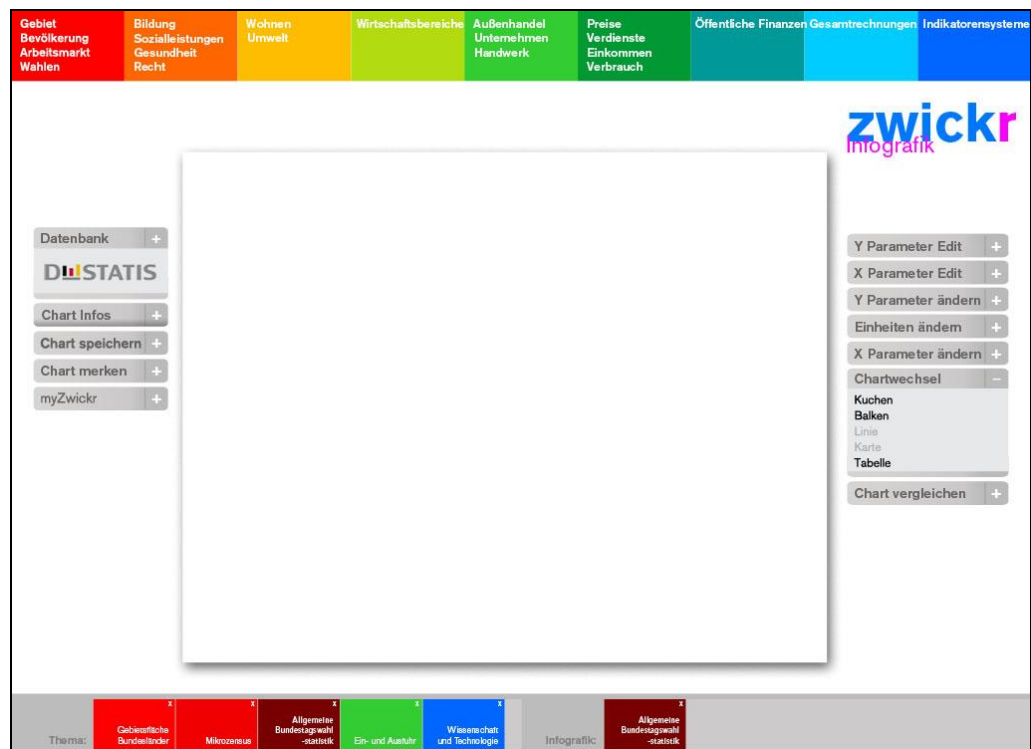 Gebiet
Bevölkerung
Arbeitsmarkt
Wahlen
Bildung
Sozialleistungen
Gesundheit
Recht
Wohnen
Umwelt
Wirtschaftsbereiche
Außenhandel
Unternehmen
Handwerk
Preise
Verdienste
Einkommen
Verbrauch
Öffentliche Finanzen
Gesamtrechnungen
Indikatorensysteme
zwickr
Infografik
Datenbank +
DESTATIS
Chart Infos +
Chart speichern +
Chart merken +
myZwickr +
Y Parameter Edit +
X Parameter Edit +
Y Parameter ändern +
Einheiten ändern +
X Parameter ändern +
Chartwechsel –
Kuchen
Balken
Linie
Karte
Tabelle
Chart vergleichen +
Thema:
x
Gebietsfläche
Bundesländer
x
Mikrozensus
x
Allgemeine
Bundestagswahl
-statistik
x
Ein- und Ausfuhr
x
Wissenschaft
und Technologie
Infografik:
x
Allgemeine
Bundestagswahl
-statistik